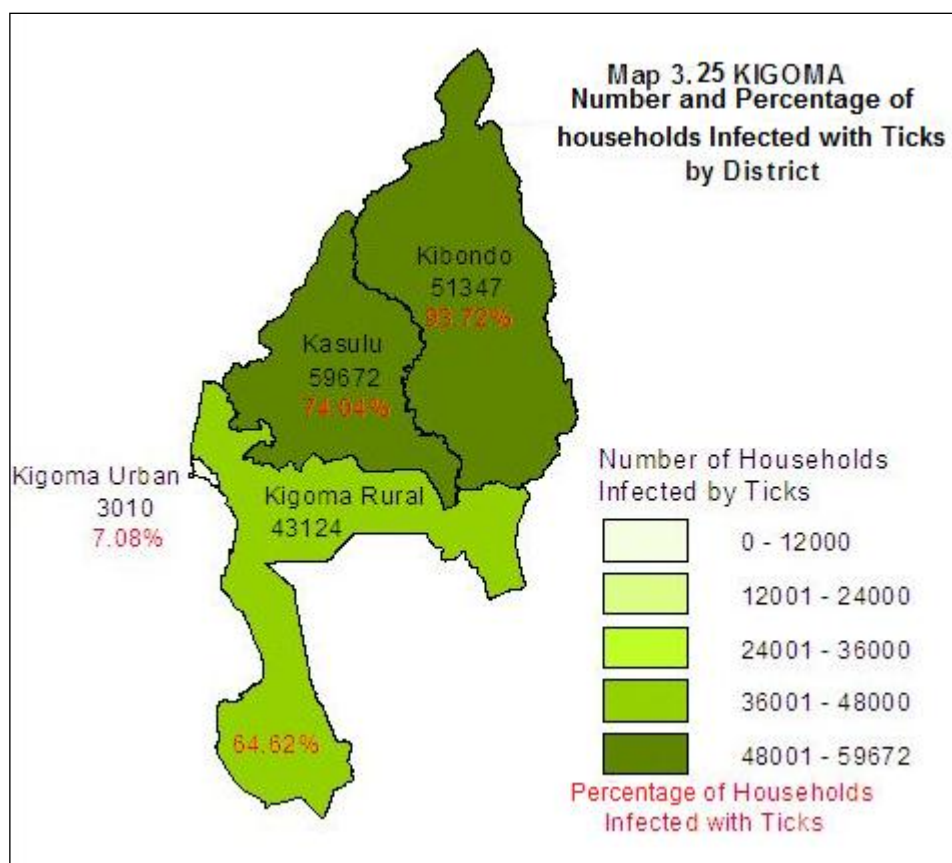 Map 3.25 KIGOMA
Number and Percentage of
households Infected with Ticks
by District
Kibondo
51347
93.72%
Kasulu
59672
74.04%
Kigoma Urban
3010
7.08%
Kigoma Rural
43124
64.62%
Number of Households
Infected by Ticks
0 - 12000
12001 - 24000
24001 - 36000
36001 - 48000
48001 - 59672
Percentage of Households
Infected with Ticks